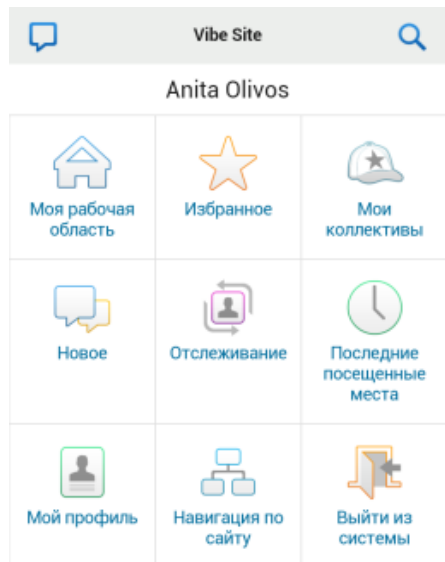 Vibe Site
Anita Olivos
Моя рабочая
область
Избранное
Мои
коллективы
Новое
Отслеживание
Последние
посещенные
места
Мой профиль
Навигация по
сайту
Выйти из
системы